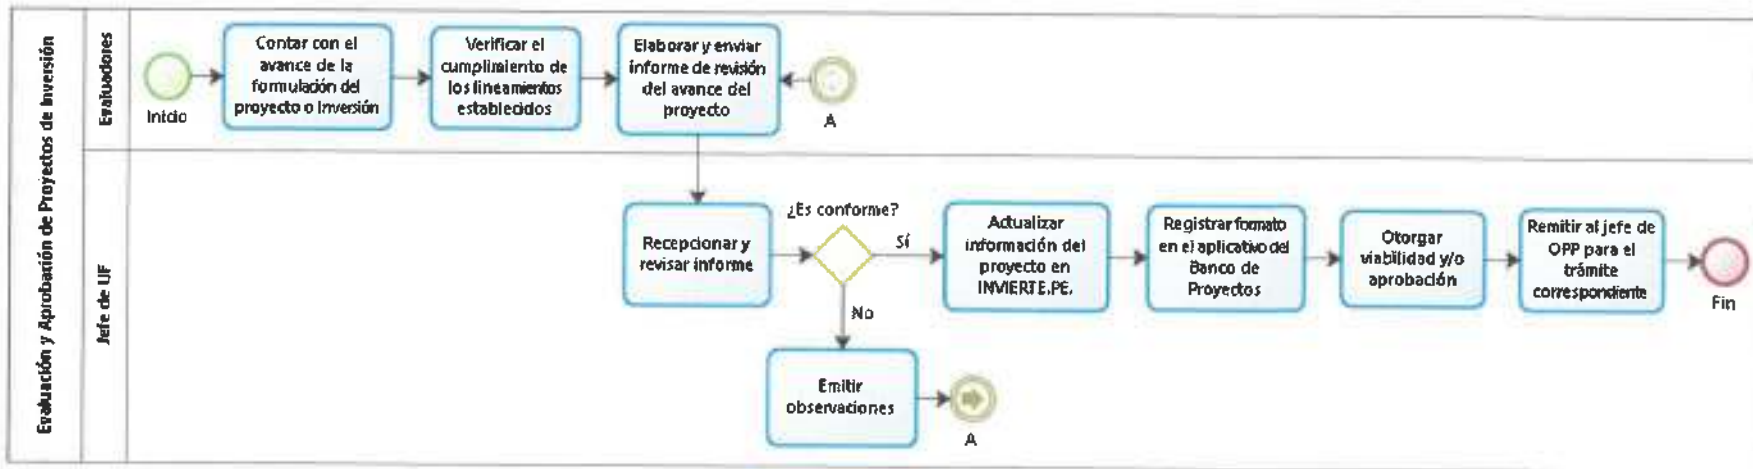 Evaluación y Aprobación de Proyectos de Inversión
Evaluadores
Inicio
Contar con el
avance de la
formulación del
proyecto o Inversión
Verificar el
cumplimiento de
los lineamientos
establecidos
Elaborar y enviar
informe de revisión
del avance del
proyecto
A
Jefe de UF
Recepcionar y
revisar informe
¿Es conforme?
Sí
No
Actualizar
información del
proyecto en
INVIERTE.PE.
Registrar formato
en el aplicativo del
Banco de
Proyectos
Otorgar
viabilidad y/o
aprobación
Remitir al jefe de
OPP para el
trámite
correspondiente
Fin
Emitir
observaciones
A